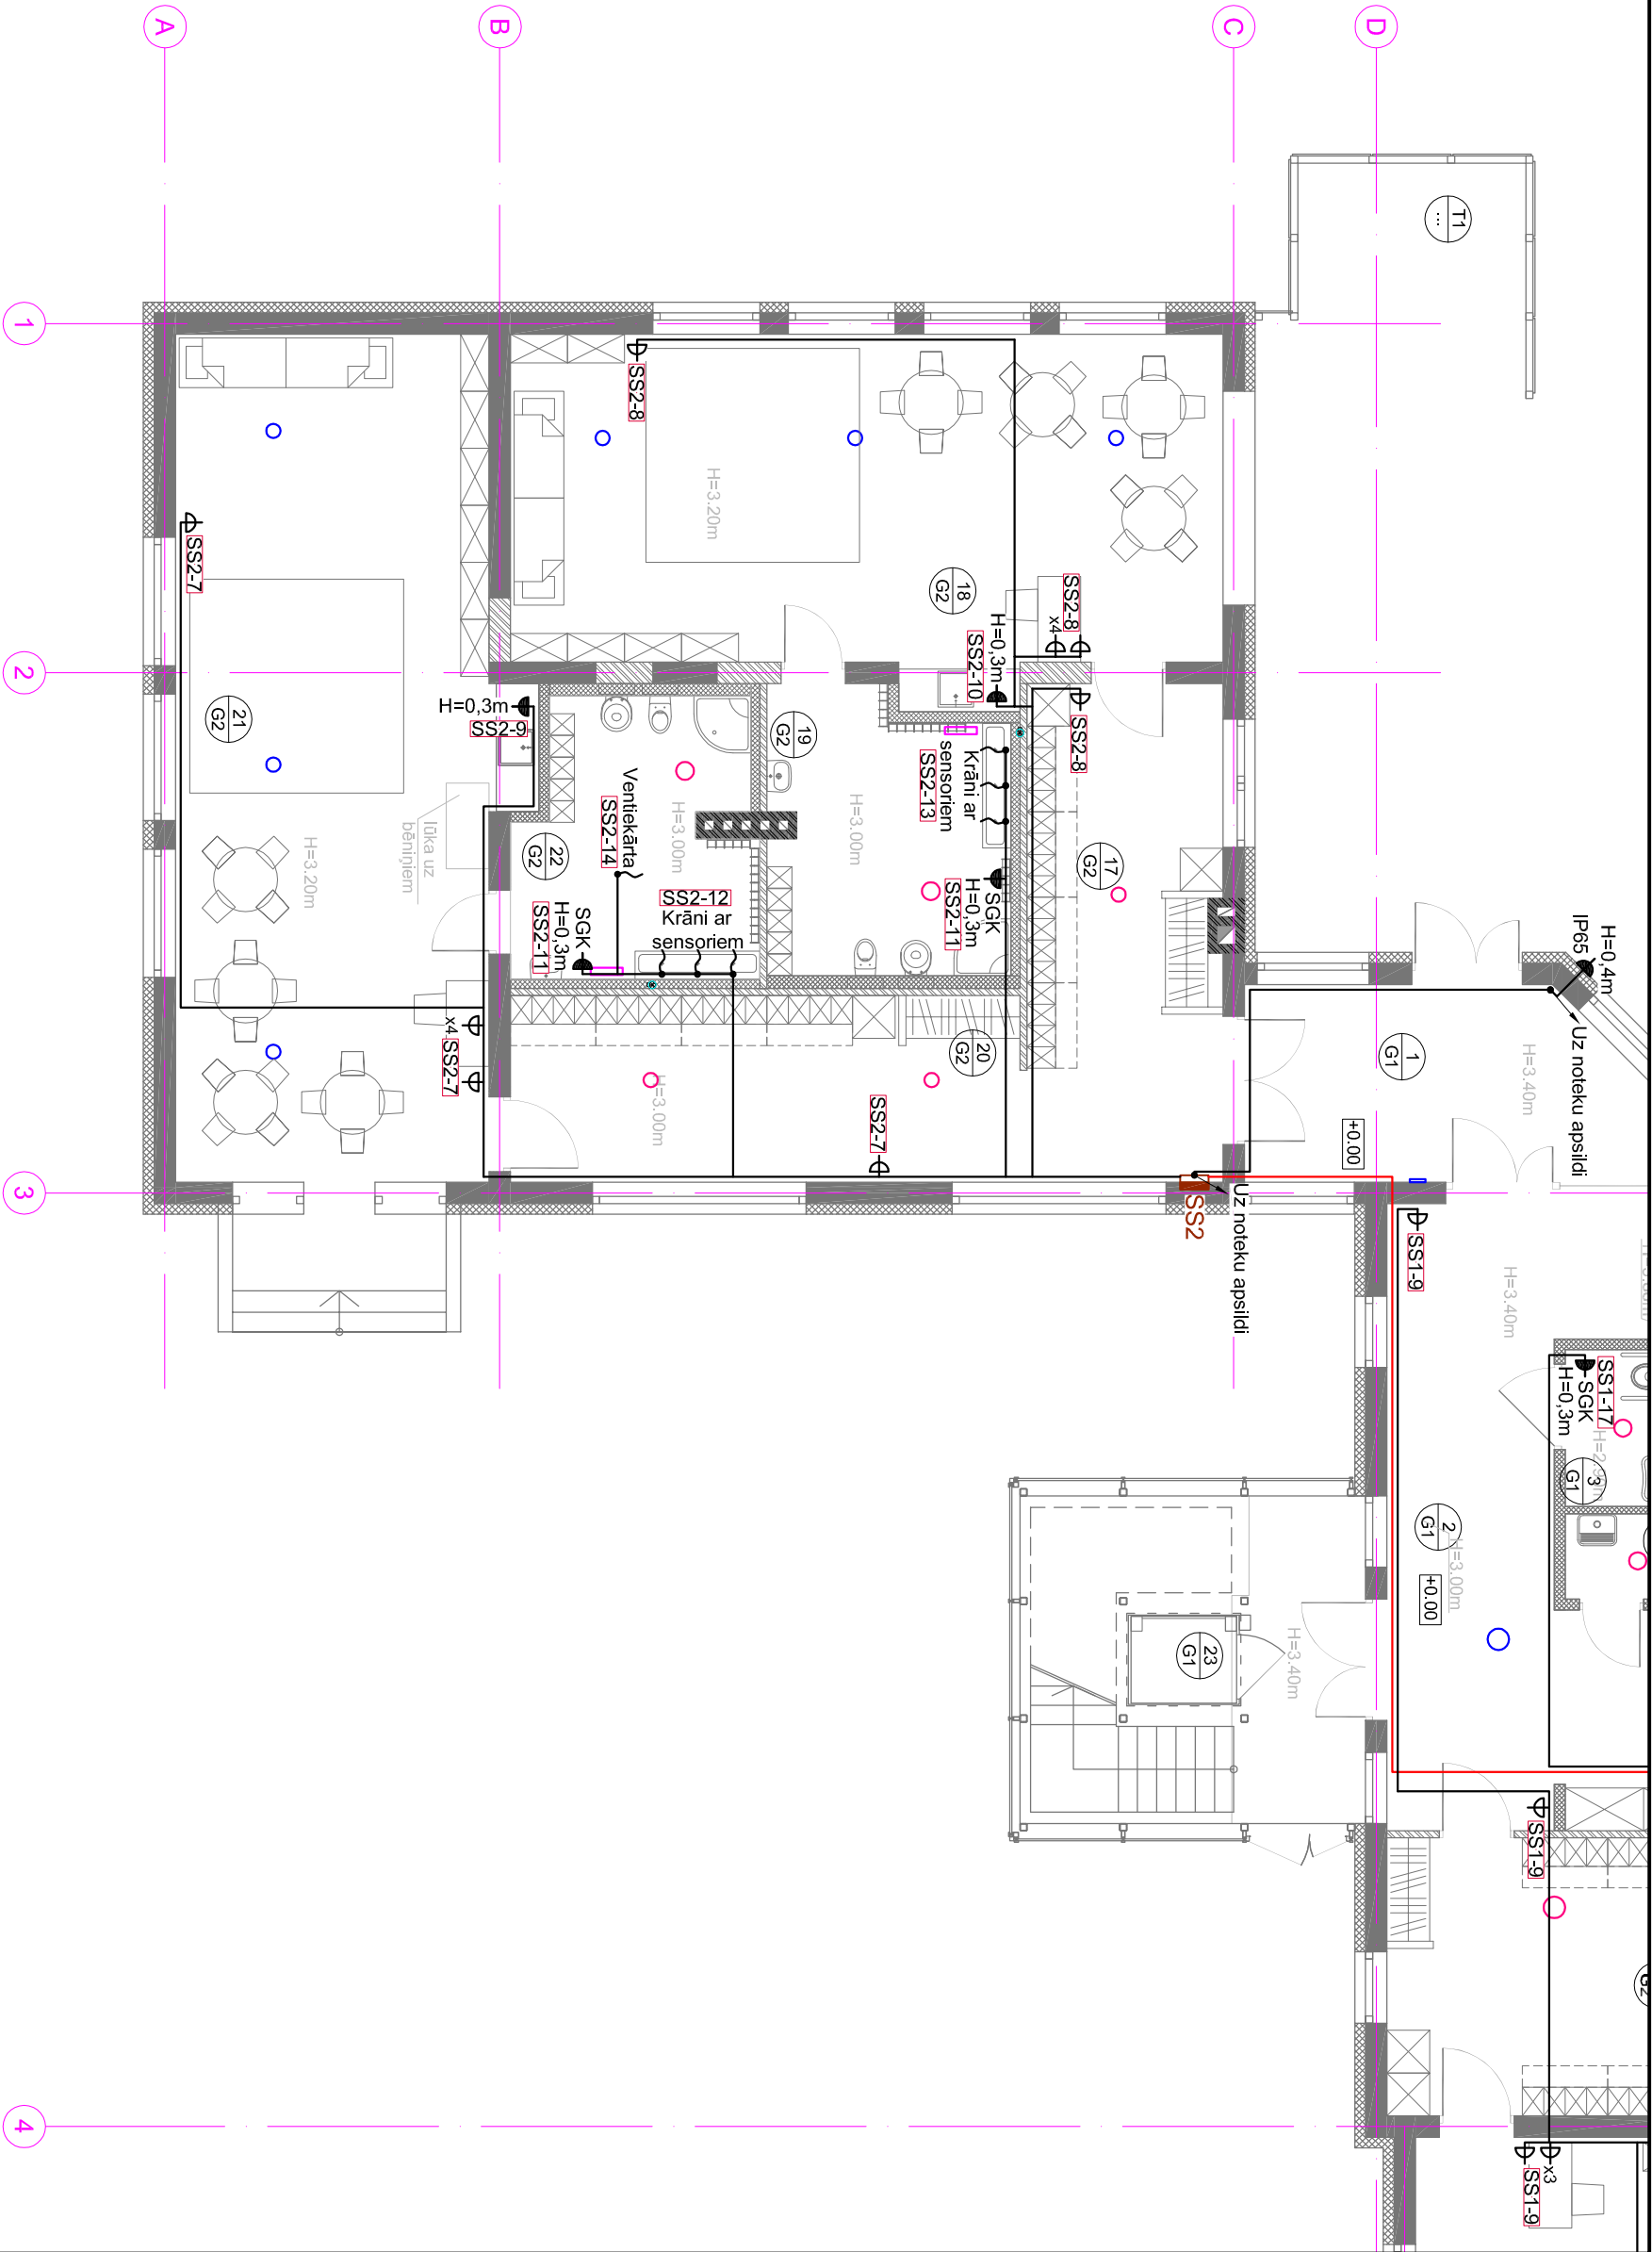 A
B
C
D
1
2
3
4
T1
...
SS2-8
H=3.20m
18
G2
SS2-8
x4
H=0,3m
SS2-10
SS2-7
21
G2
H=0,3m
SS2-9
19
G2
SS2-8
Krāni ar
sensoriem
SS2-13
Ventiekārta
SS2-14
H=3.00m
H=3.00m
lūka uz
bēniņiem
H=3.20m
22
G2
17
G2
SS2-12
Krāni ar
sensoriem
SGK
H=0,3m
SS2-11
SGK
H=0,3m
SS2-11
H=0,4m
IP65
Uz noteku apsildi
1
G1
H=3.40m
20
G2
x4
SS2-7
H=3.00m
SS2-7
+0.00
SS2
Uz noteku apsildi
SS1-9
H=3.40m
SS1-17
SGK
H=0,3m
3
G1
2
G1
H=3.00m
+0.00
23
G1
H=3.40m
SS1-9
x3
SS1-9